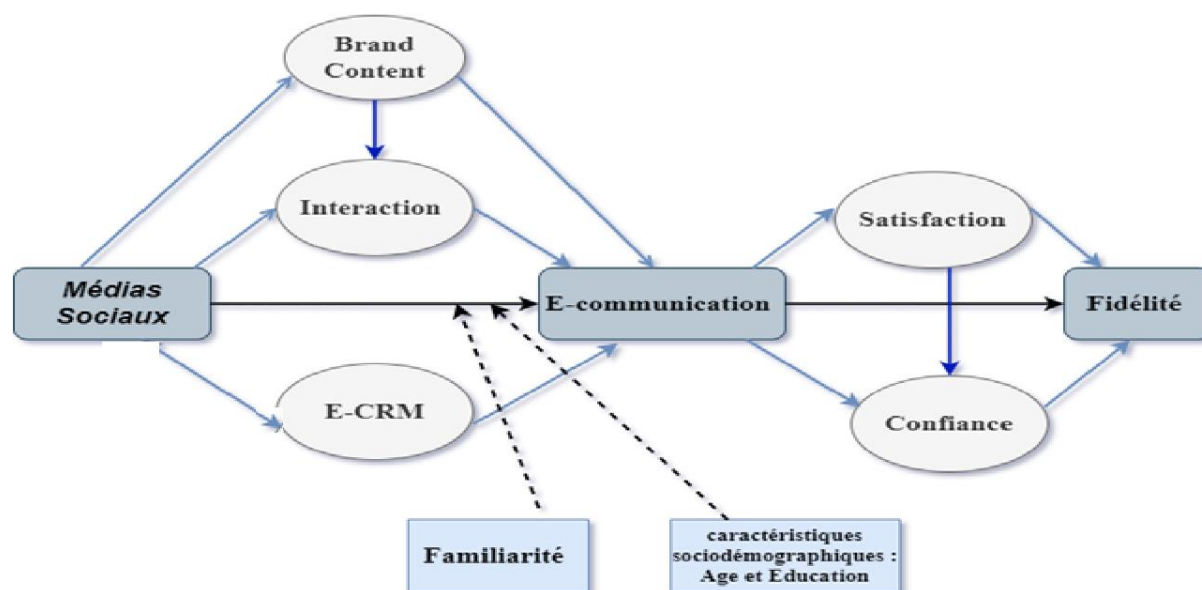 Brand
Content
Interaction
Satisfaction
Médias
Sociaux
E-communication
Fidélité
E-CRM
Confiance
Familiarité
caractéristiques
sociodémographiques :
Age et Education